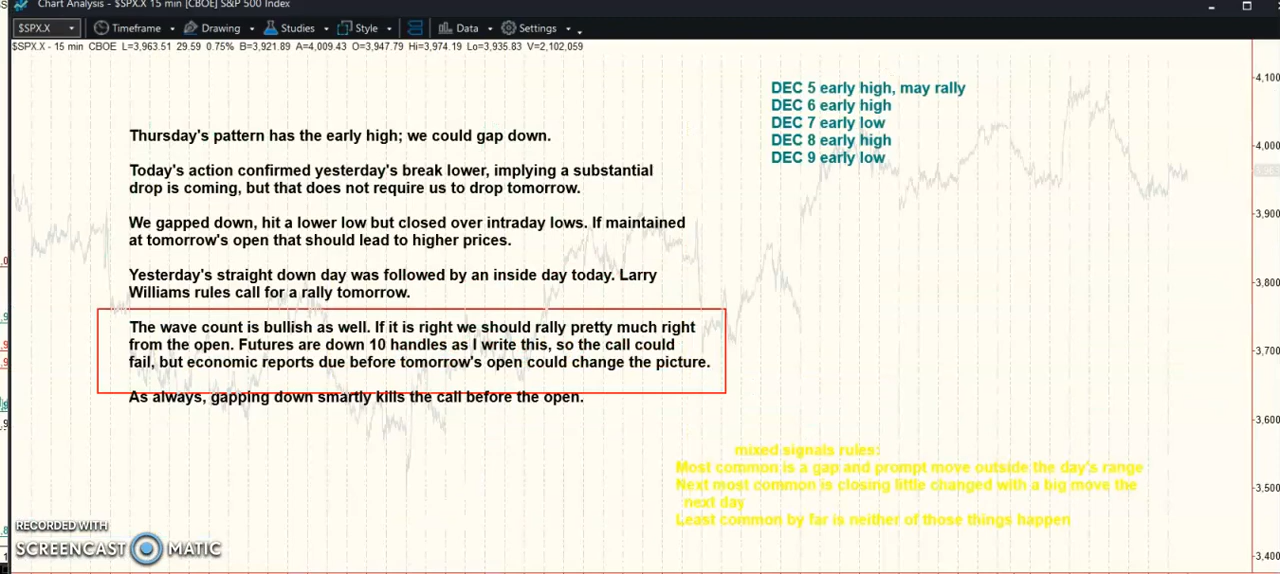 Chart Analysis - $SPX.X 15 min [CBOE] S&P 500 Index
$SPX.X Timeframe Drawing Studies Style Data Settings
$SPX.X - 15 min CBOE L=3,963.51 29.59 0.75% B=3,921.89 A=4,009.43 O=3,947.79 Hi=3,974.19 Lo=3,935.83 V=2,102,059
4,100
DEC 5 early high, may rally
DEC 6 early high
DEC 7 early low
DEC 8 early high
DEC 9 early low
Thursday's pattern has the early high; we could gap down.
Today's action confirmed yesterday's break lower, implying a substantial
drop is coming, but that does not require us to drop tomorrow.
We gapped down, hit a lower low but closed over intraday lows. If maintained
at tomorrow's open that should lead to higher prices.
Yesterday's straight down day was followed by an inside day today. Larry
Williams rules call for a rally tomorrow.
The wave count is bullish as well. If it is right we should rally pretty much right
from the open. Futures are down 10 handles as I write this, so the call could
fail, but economic reports due before tomorrow's open could change the picture.
As always, gapping down smartly kills the call before the open.
4,000
3,900
3,800
3,700
3,600
3,500
3,400
mixed signals rules:
Most common is a gap and prompt move outside the day's range
Next most common is closing little changed with a big move the
next day
Least common by far is neither of those things happen
RECORDED WITH
SCREENCAST MATIC